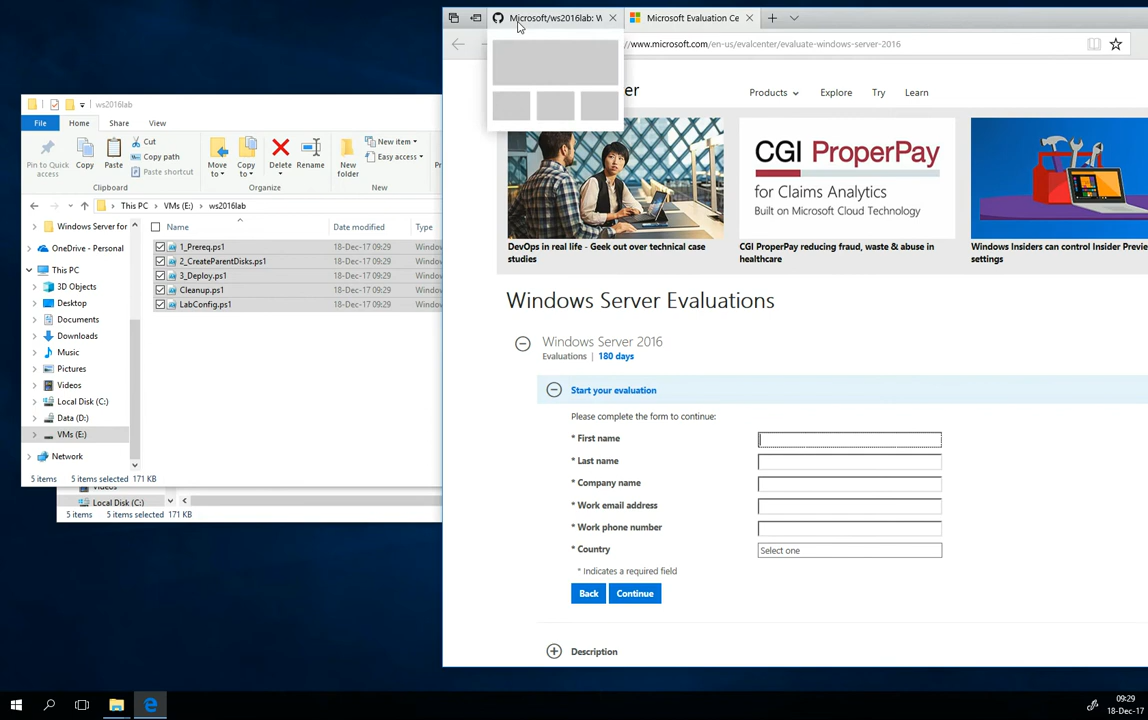 ws2016lab
File Home Share View
Pin to Quick Access
Copy
Paste
Cut
Copy path
Paste shortcut
Clipboard
Move to
Copy to
Delete
Rename
Organize
New folder
New item
Easy access
New
This PC > VMs (E:) > ws2016lab
Windows Server for
OneDrive - Personal
This PC
3D Objects
Desktop
Documents
Downloads
Music
Pictures
Videos
Local Disk (C:)
Data (D:)
VMs (E:)
Network
Name Date modified Type
1_Prereq.ps1 18-Dec-17 09:29 Window
2_CreateParentDisks.ps1 18-Dec-17 09:29 Window
3_Deploy.ps1 18-Dec-17 09:29 Window
Cleanup.ps1 18-Dec-17 09:29 Window
LabConfig.ps1 18-Dec-17 09:29 Window
5 items 5 items selected 171 KB
Videos
Local Disk (C:)
5 items 5 items selected 171 KB
Microsoft/ws2016lab: W
Microsoft Evaluation Ce
//www.microsoft.com/en-us/evalcenter/evaluate-windows-server-2016
er
Products Explore Try Learn
CGI ProperPay
for Claims Analytics
Built on Microsoft Cloud Technology
DevOps in real life - Geek out over technical case
studies
CGI ProperPay reducing fraud, waste & abuse in
healthcare
Windows Insiders can control Insider Previe
settings
Windows Server Evaluations
Windows Server 2016
Evaluations | 180 days
Start your evaluation
Please complete the form to continue:
* First name
* Last name
* Company name
* Work email address
* Work phone number
* Country Select one
* Indicates a required field
Back Continue
Description
09:29
18-Dec-17